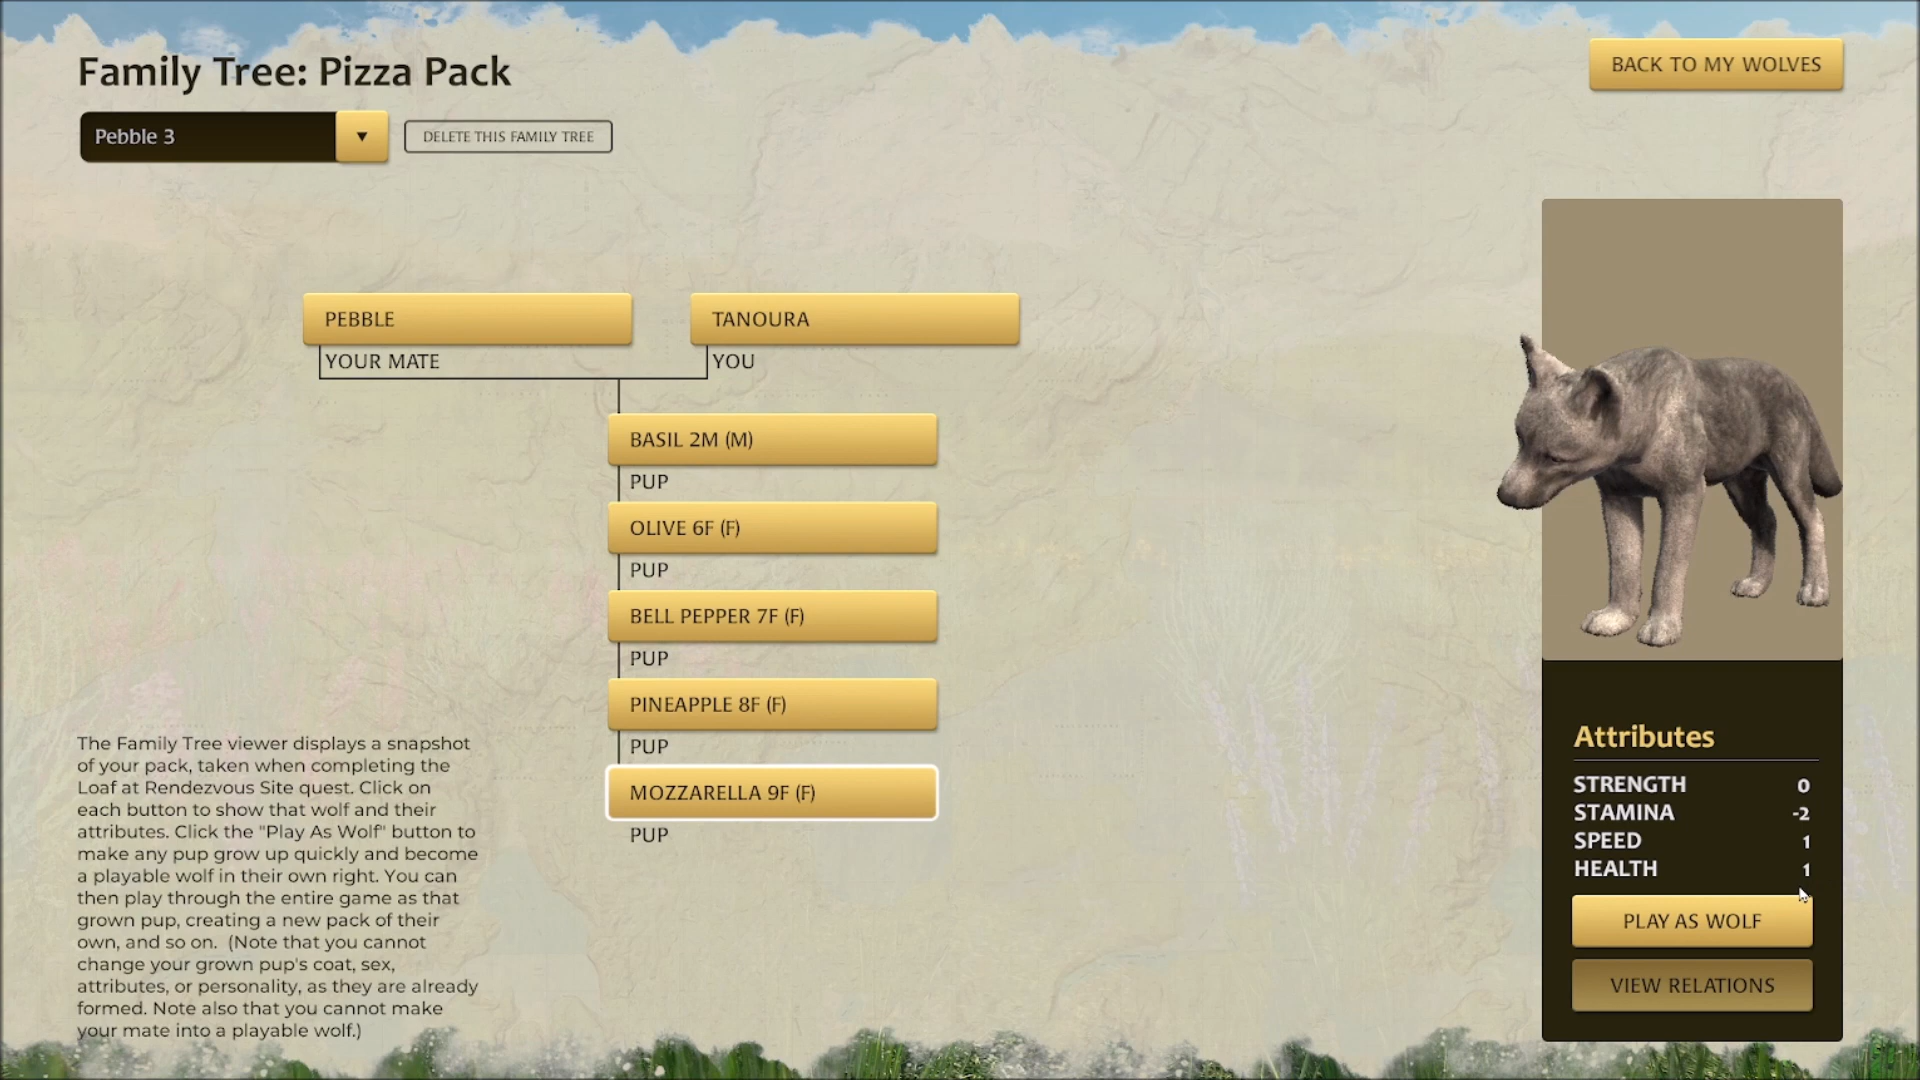 Family Tree: Pizza Pack
BACK TO MY WOLVES
Pebble 3
DELETE THIS FAMILY TREE
PEBBLE
TANOURA
YOUR MATE
YOU
BASIL 2M (M)
PUP
OLIVE 6F (F)
PUP
BELL PEPPER 7F (F)
PUP
PINEAPPLE 8F (F)
PUP
MOZZARELLA 9F (F)
PUP
The Family Tree viewer displays a snapshot
of your pack, taken when completing the
Loaf at Rendezvous Site quest. Click on
each button to show that wolf and their
attributes. Click the "Play As Wolf" button to
make any pup grow up quickly and become
a playable wolf in their own right. You can
then play through the entire game as that
grown pup, creating a new pack of their
own, and so on.  (Note that you cannot
change your grown pup's coat, sex,
attributes, or personality, as they are already
formed. Note also that you cannot make
your mate into a playable wolf.)
Attributes
STRENGTH 0
STAMINA -2
SPEED 1
HEALTH 1
PLAY AS WOLF
VIEW RELATIONS